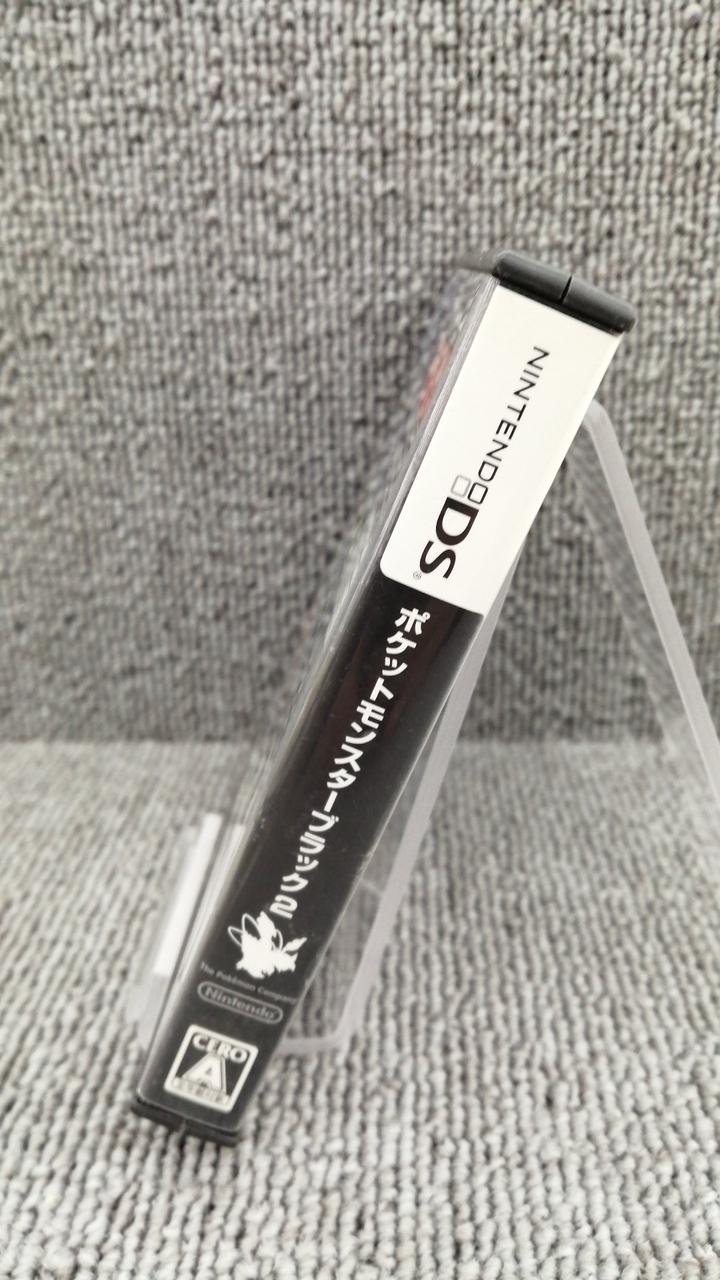 NINTENDO
DS®
ポケットモンスターブラック2
The Pokémon Company
Nintendo
CERO
A